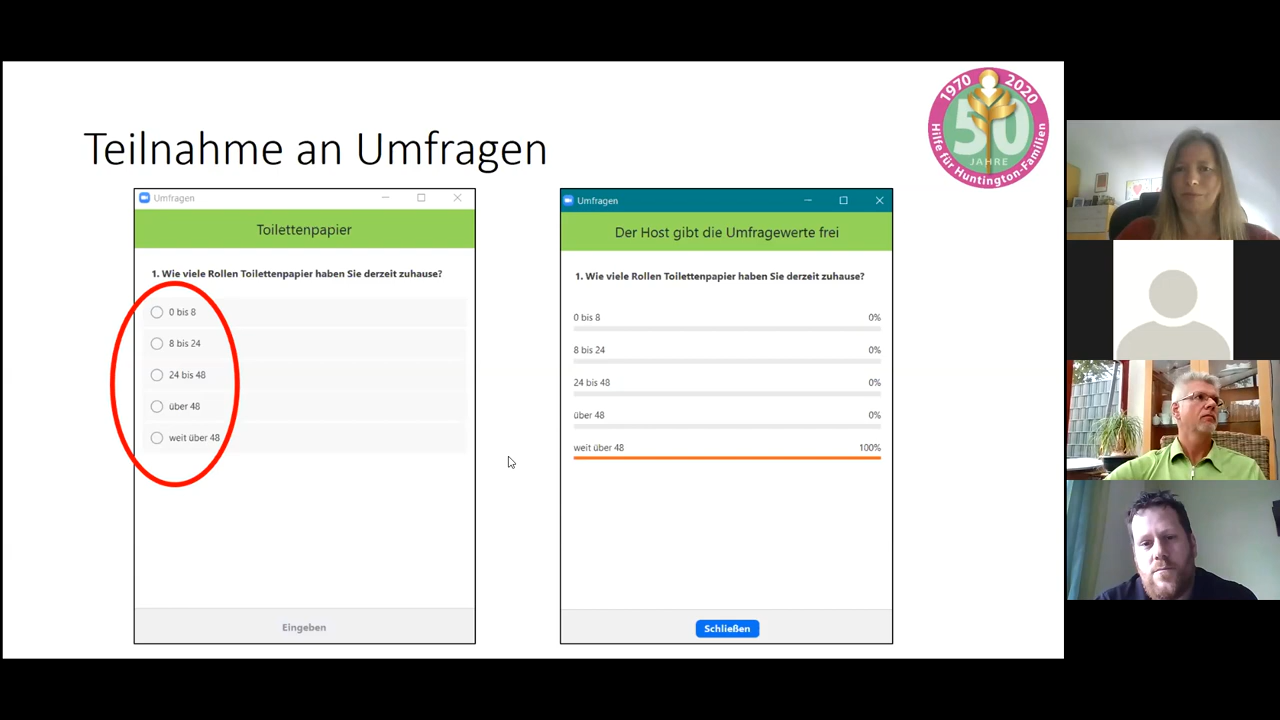 Teilnahme an Umfragen
1970 2020
50
JAHRE
Hilfe für Huntington-Familien
Umfragen
Toilettenpapier
1. Wie viele Rollen Toilettenpapier haben Sie derzeit zuhause?
0 bis 8
8 bis 24
24 bis 48
über 48
weit über 48
Eingeben
Umfragen
Der Host gibt die Umfragewerte frei
1. Wie viele Rollen Toilettenpapier haben Sie derzeit zuhause?
0 bis 8 0%
8 bis 24 0%
24 bis 48 0%
über 48 0%
weit über 48 100%
Schließen